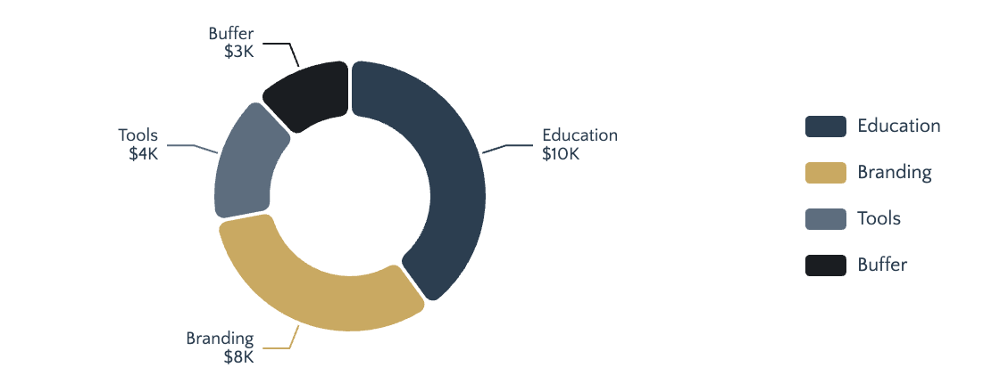 Buffer
$3K
Tools
$4K
Education
$10K
Branding
$8K
Education
Branding
Tools
Buffer